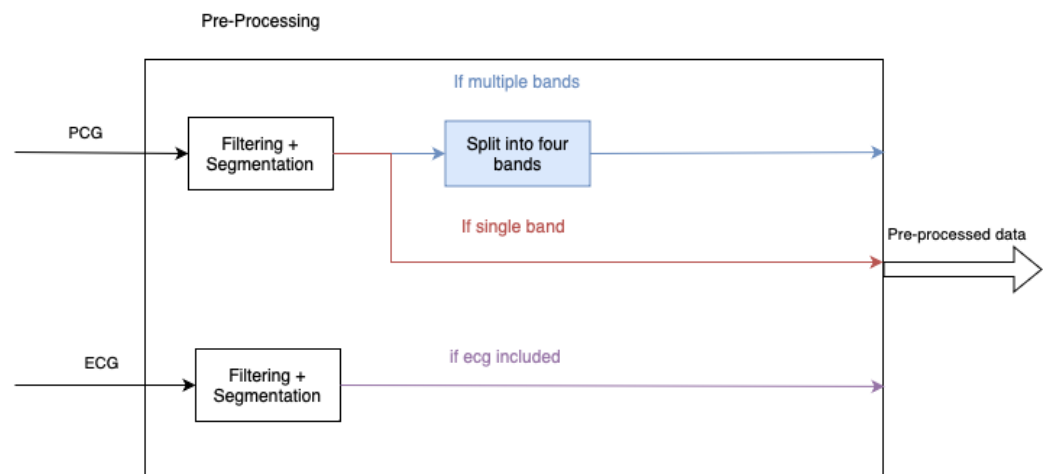 Pre-Processing
If multiple bands
PCG
Filtering +
Segmentation
Split into four
bands
If single band
Pre-processed data
ECG
Filtering +
Segmentation
if ecg included